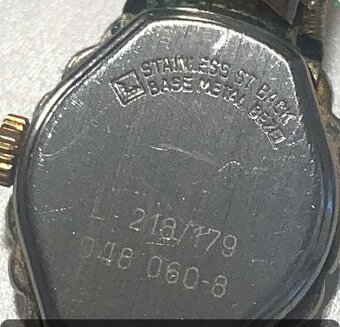 STAINLESS ST BACK
BASE METAL BEZEL
L 218/179
048 060-8